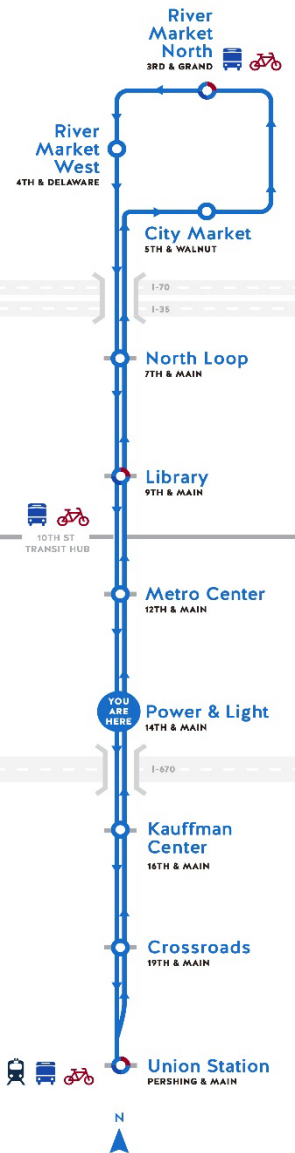 River
Market
North
3RD & GRAND
River
Market
West
4TH & DELAWARE
City Market
5TH & WALNUT
I-70
I-35
North Loop
7TH & MAIN
Library
9TH & MAIN
10TH ST
TRANSIT HUB
Metro Center
12TH & MAIN
YOU
ARE
HERE
Power & Light
14TH & MAIN
I-670
Kauffman
Center
16TH & MAIN
Crossroads
19TH & MAIN
Union Station
PERSHING & MAIN
N